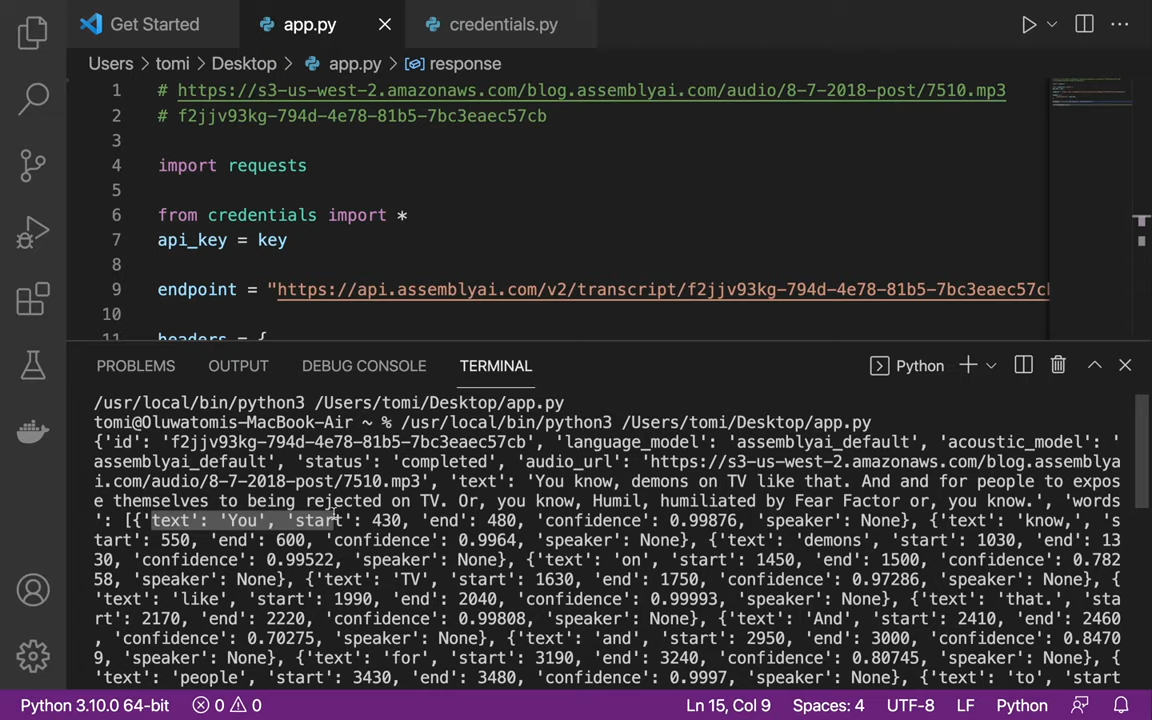 Get Started
app.py
credentials.py
Users > tomi > Desktop > app.py > response
1 # https://s3-us-west-2.amazonaws.com/blog.assemblyai.com/audio/8-7-2018-post/7510.mp3
2 # f2jjv93kg-794d-4e78-81b5-7bc3eaec57cb
3
4 import requests
5
6 from credentials import *
7 api_key = key
8
9 endpoint = "https://api.assemblyai.com/v2/transcript/f2jjv93kg-794d-4e78-81b5-7bc3eaec57cb
10
11 headers = {
PROBLEMS OUTPUT DEBUG CONSOLE TERMINAL Python
/usr/local/bin/python3 /Users/tomi/Desktop/app.py
tomi@Oluwatomis-MacBook-Air ~ % /usr/local/bin/python3 /Users/tomi/Desktop/app.py
{'id': 'f2jjv93kg-794d-4e78-81b5-7bc3eaec57cb', 'language_model': 'assemblyai_default', 'acoustic_model': '
assemblyai_default', 'status': 'completed', 'audio_url': 'https://s3-us-west-2.amazonaws.com/blog.assemblya
i.com/audio/8-7-2018-post/7510.mp3', 'text': 'You know, demons on TV like that. And and for people to expos
e themselves to being rejected on TV. Or, you know, Humil, humiliated by Fear Factor or, you know.', 'words
': [{'text': 'You', 'start': 430, 'end': 480, 'confidence': 0.99876, 'speaker': None}, {'text': 'know,', 's
tart': 550, 'end': 600, 'confidence': 0.9964, 'speaker': None}, {'text': 'demons', 'start': 1030, 'end': 13
30, 'confidence': 0.99522, 'speaker': None}, {'text': 'on', 'start': 1450, 'end': 1500, 'confidence': 0.782
58, 'speaker': None}, {'text': 'TV', 'start': 1630, 'end': 1750, 'confidence': 0.97286, 'speaker': None}, {
'text': 'like', 'start': 1990, 'end': 2040, 'confidence': 0.99993, 'speaker': None}, {'text': 'that.', 'sta
rt': 2170, 'end': 2220, 'confidence': 0.99808, 'speaker': None}, {'text': 'And', 'start': 2410, 'end': 2460
, 'confidence': 0.70275, 'speaker': None}, {'text': 'and', 'start': 2950, 'end': 3000, 'confidence': 0.8470
9, 'speaker': None}, {'text': 'for', 'start': 3190, 'end': 3240, 'confidence': 0.80745, 'speaker': None}, {
'text': 'people', 'start': 3430, 'end': 3480, 'confidence': 0.9997, 'speaker': None}, {'text': 'to', 'start
Python 3.10.0 64-bit 0 0 Ln 15, Col 9 Spaces: 4 UTF-8 LF Python